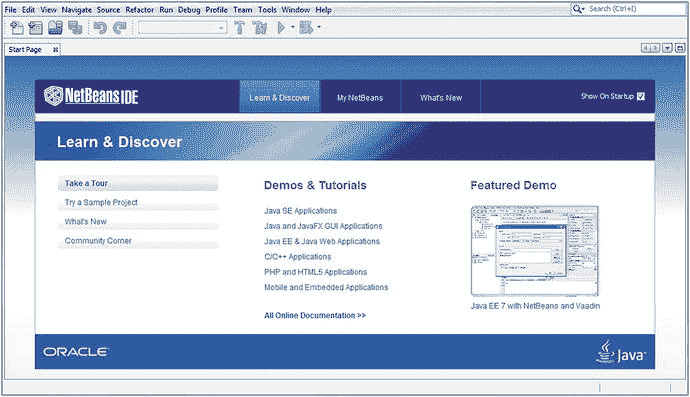 File Edit View Navigate Source Refactor Run Debug Profile Team Tools Window Help
Search (Ctrl+I)
Start Page
NetBeans IDE
Learn & Discover
My NetBeans
What's New
Show On Startup
Learn & Discover
Take a Tour
Try a Sample Project
What's New
Community Corner
Demos & Tutorials
Java SE Applications
Java and JavaFX GUI Applications
Java EE & Java Web Applications
C/C++ Applications
PHP and HTML5 Applications
Mobile and Embedded Applications
All Online Documentation >>
Featured Demo
Java EE 7 with NetBeans and Vaadin
ORACLE
Java